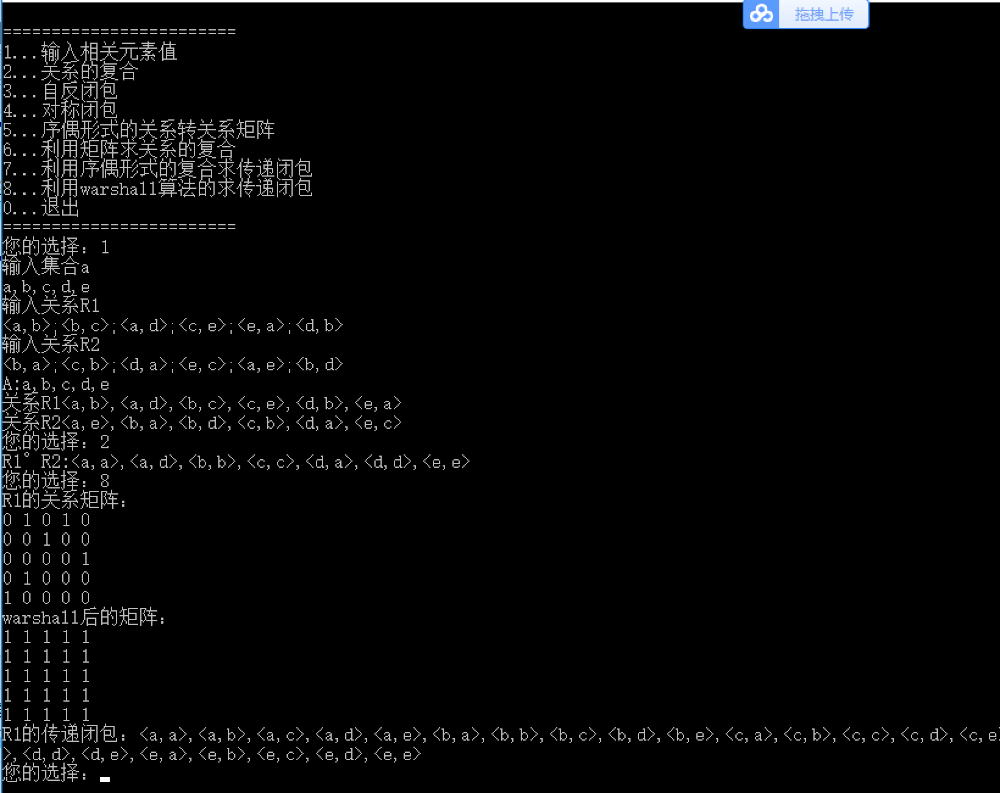 拖拽上传
========================
1...输入相关元素值
2...关系的复合
3...自反闭包
4...对称闭包
5...序偶形式的关系转关系矩阵
6...利用矩阵求关系的复合
7...利用序偶形式的复合求传递闭包
8...利用warshall算法的求传递闭包
0...退出
========================
您的选择：1
输入集合a
a,b,c,d,e
输入关系R1
<a,b>;<b,c>;<a,d>;<c,e>;<e,a>;<d,b>
输入关系R2
<b,a>;<c,b>;<d,a>;<e,c>;<a,e>;<b,d>
A:a,b,c,d,e
关系R1<a,b>,<a,d>,<b,c>,<c,e>,<d,b>,<e,a>
关系R2<a,e>,<b,a>,<b,d>,<c,b>,<d,a>,<e,c>
您的选择：2
R1°R2:<a,a>,<a,d>,<b,b>,<c,c>,<d,a>,<d,d>,<e,e>
您的选择：8
R1的关系矩阵：
0 1 0 1 0
0 0 1 0 0
0 0 0 0 1
0 1 0 0 0
1 0 0 0 0
warshall后的矩阵：
1 1 1 1 1
1 1 1 1 1
1 1 1 1 1
1 1 1 1 1
1 1 1 1 1
R1的传递闭包：<a,a>,<a,b>,<a,c>,<a,d>,<a,e>,<b,a>,<b,b>,<b,c>,<b,d>,<b,e>,<c,a>,<c,b>,<c,c>,<c,d>,<c,e
>,<d,d>,<d,e>,<e,a>,<e,b>,<e,c>,<e,d>,<e,e>
您的选择：